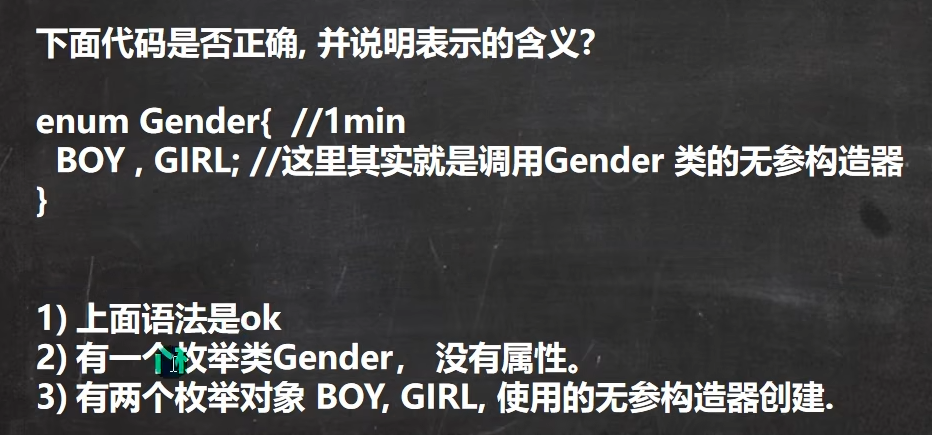 下面代码是否正确, 并说明表示的含义?
enum Gender{  //1min
BOY , GIRL; //这里其实就是调用Gender 类的无参构造器
}
1) 上面语法是ok
2) 有一个枚举类Gender， 没有属性。
3) 有两个枚举对象 BOY, GIRL, 使用的无参构造器创建.